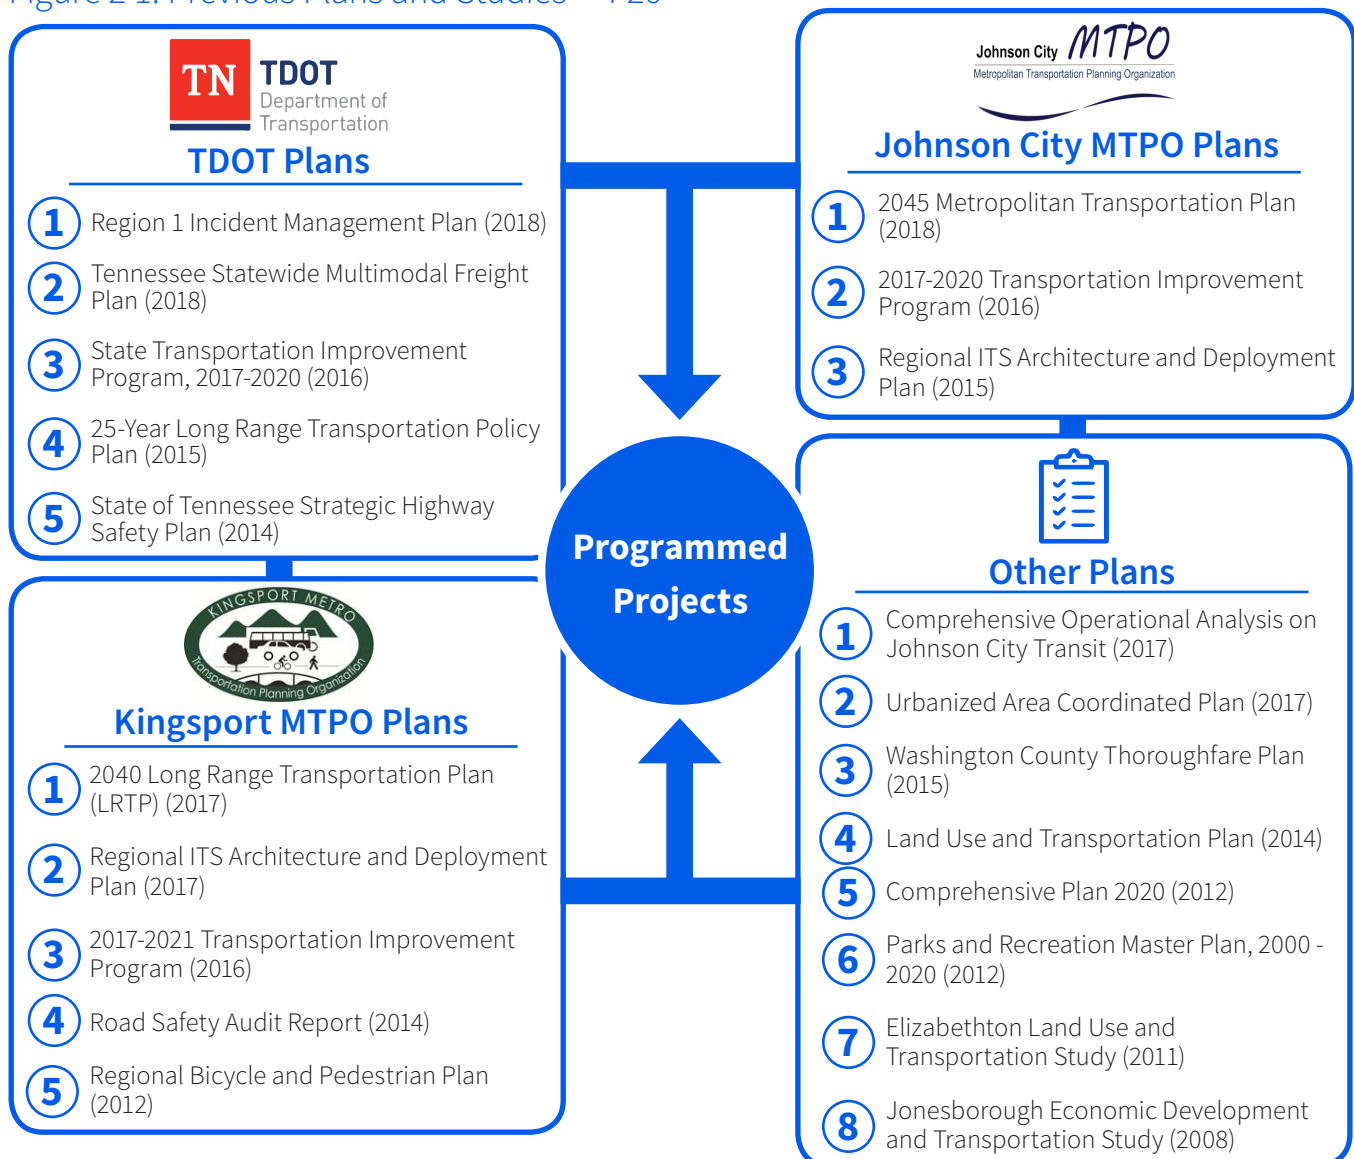 TN
TDOT
Department of
Transportation
TDOT Plans
1
Region 1 Incident Management Plan (2018)
2
Tennessee Statewide Multimodal Freight
Plan (2018)
3
State Transportation Improvement
Program, 2017-2020 (2016)
4
25-Year Long Range Transportation Policy
Plan (2015)
5
State of Tennessee Strategic Highway
Safety Plan (2014)
Johnson City MTPO
Metropolitan Transportation Planning Organization
Johnson City MTPO Plans
1
2045 Metropolitan Transportation Plan
(2018)
2
2017-2020 Transportation Improvement
Program (2016)
3
Regional ITS Architecture and Deployment
Plan (2015)
Programmed
Projects
KINGSPORT METRO
Transportation Planning Organization
Kingsport MTPO Plans
1
2040 Long Range Transportation Plan
(LRTP) (2017)
2
Regional ITS Architecture and Deployment
Plan (2017)
3
2017-2021 Transportation Improvement
Program (2016)
4
Road Safety Audit Report (2014)
5
Regional Bicycle and Pedestrian Plan
(2012)
Other Plans
1
Comprehensive Operational Analysis on
Johnson City Transit (2017)
2
Urbanized Area Coordinated Plan (2017)
3
Washington County Thoroughfare Plan
(2015)
4
Land Use and Transportation Plan (2014)
5
Comprehensive Plan 2020 (2012)
6
Parks and Recreation Master Plan, 2000 -
2020 (2012)
7
Elizabethton Land Use and
Transportation Study (2011)
8
Jonesborough Economic Development
and Transportation Study (2008)